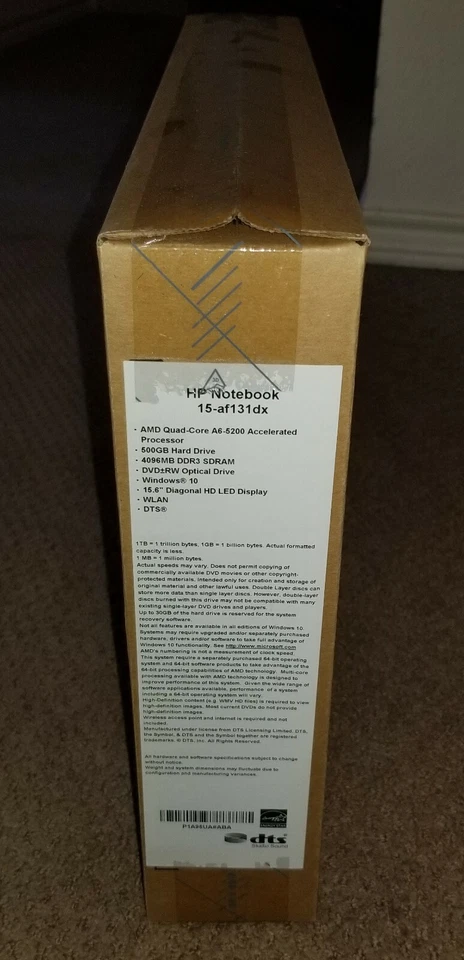 HP Notebook
15-af131dx
· AMD Quad-Core A6-5200 Accelerated
Processor
· 500GB Hard Drive
· 4096MB DDR3 SDRAM
· DVD±RW Optical Drive
· Windows® 10
· 15.6" Diagonal HD LED Display
· WLAN
· DTS®
1TB = 1 trillion bytes, 1GB = 1 billion bytes. Actual formatted
capacity is less.
1 MB = 1 million bytes.
Actual speeds may vary. Does not permit copying of
commercially available DVD movies or other copyright-
protected materials. Intended only for creation and storage of
original material and other lawful uses. Double Layer discs can
store more data than single layer discs. However, double-layer
discs burned with this drive may not be compatible with many
existing single-layer DVD drives and players.
Up to 30GB of the hard drive is reserved for the system
recovery software.
Not all features are available in all editions of Windows 10.
Systems may require upgraded and/or separately purchased
hardware, drivers and/or software to take full advantage of
Windows 10 functionality. See http://www.microsoft.com
AMD's numbering is not a measurement of clock speed.
This system require a separately purchased 64-bit operating
system and 64-bit software products to take advantage of the
64-bit processing capabilities of AMD technology. Multi-core
processing available with AMD technology is designed to
improve performance of this system. Given the wide range of
software applications available, performance of a system
including a 64-bit operating will vary.
High-Definition content (e.g. WMV HD files) is required to view
high-definition images. Most current DVDs do not provide
high-definition images.
Wireless access point and internet is required and not
included.
Manufactured under license from DTS Licensing Limited. DTS,
the Symbol, & DTS and the Symbol together are registered
trademarks. © DTS, Inc. All Rights Reserved.
An hardware and software specifications subject to change
without notice.
Weight and system dimensions may fluctuate due to
configuration and manufacturing variances.
P1A95UA#ABA
dts
Studio Sound